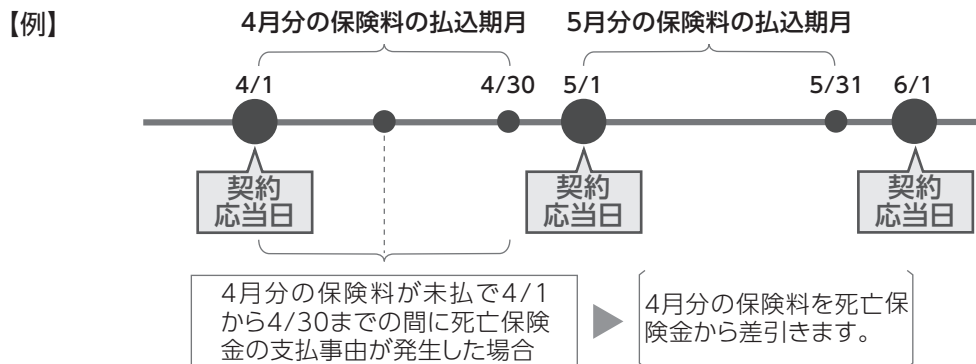 【例】
4月分の保険料の払込期月 5月分の保険料の払込期月
4/1 4/30 5/1 5/31 6/1
契約
応当日
契約
応当日
契約
応当日
4月分の保険料が未払で4/1
から4/30までの間に死亡保険
金の支払事由が発生した場合
4月分の保険料を死亡保
険金から差引きます。